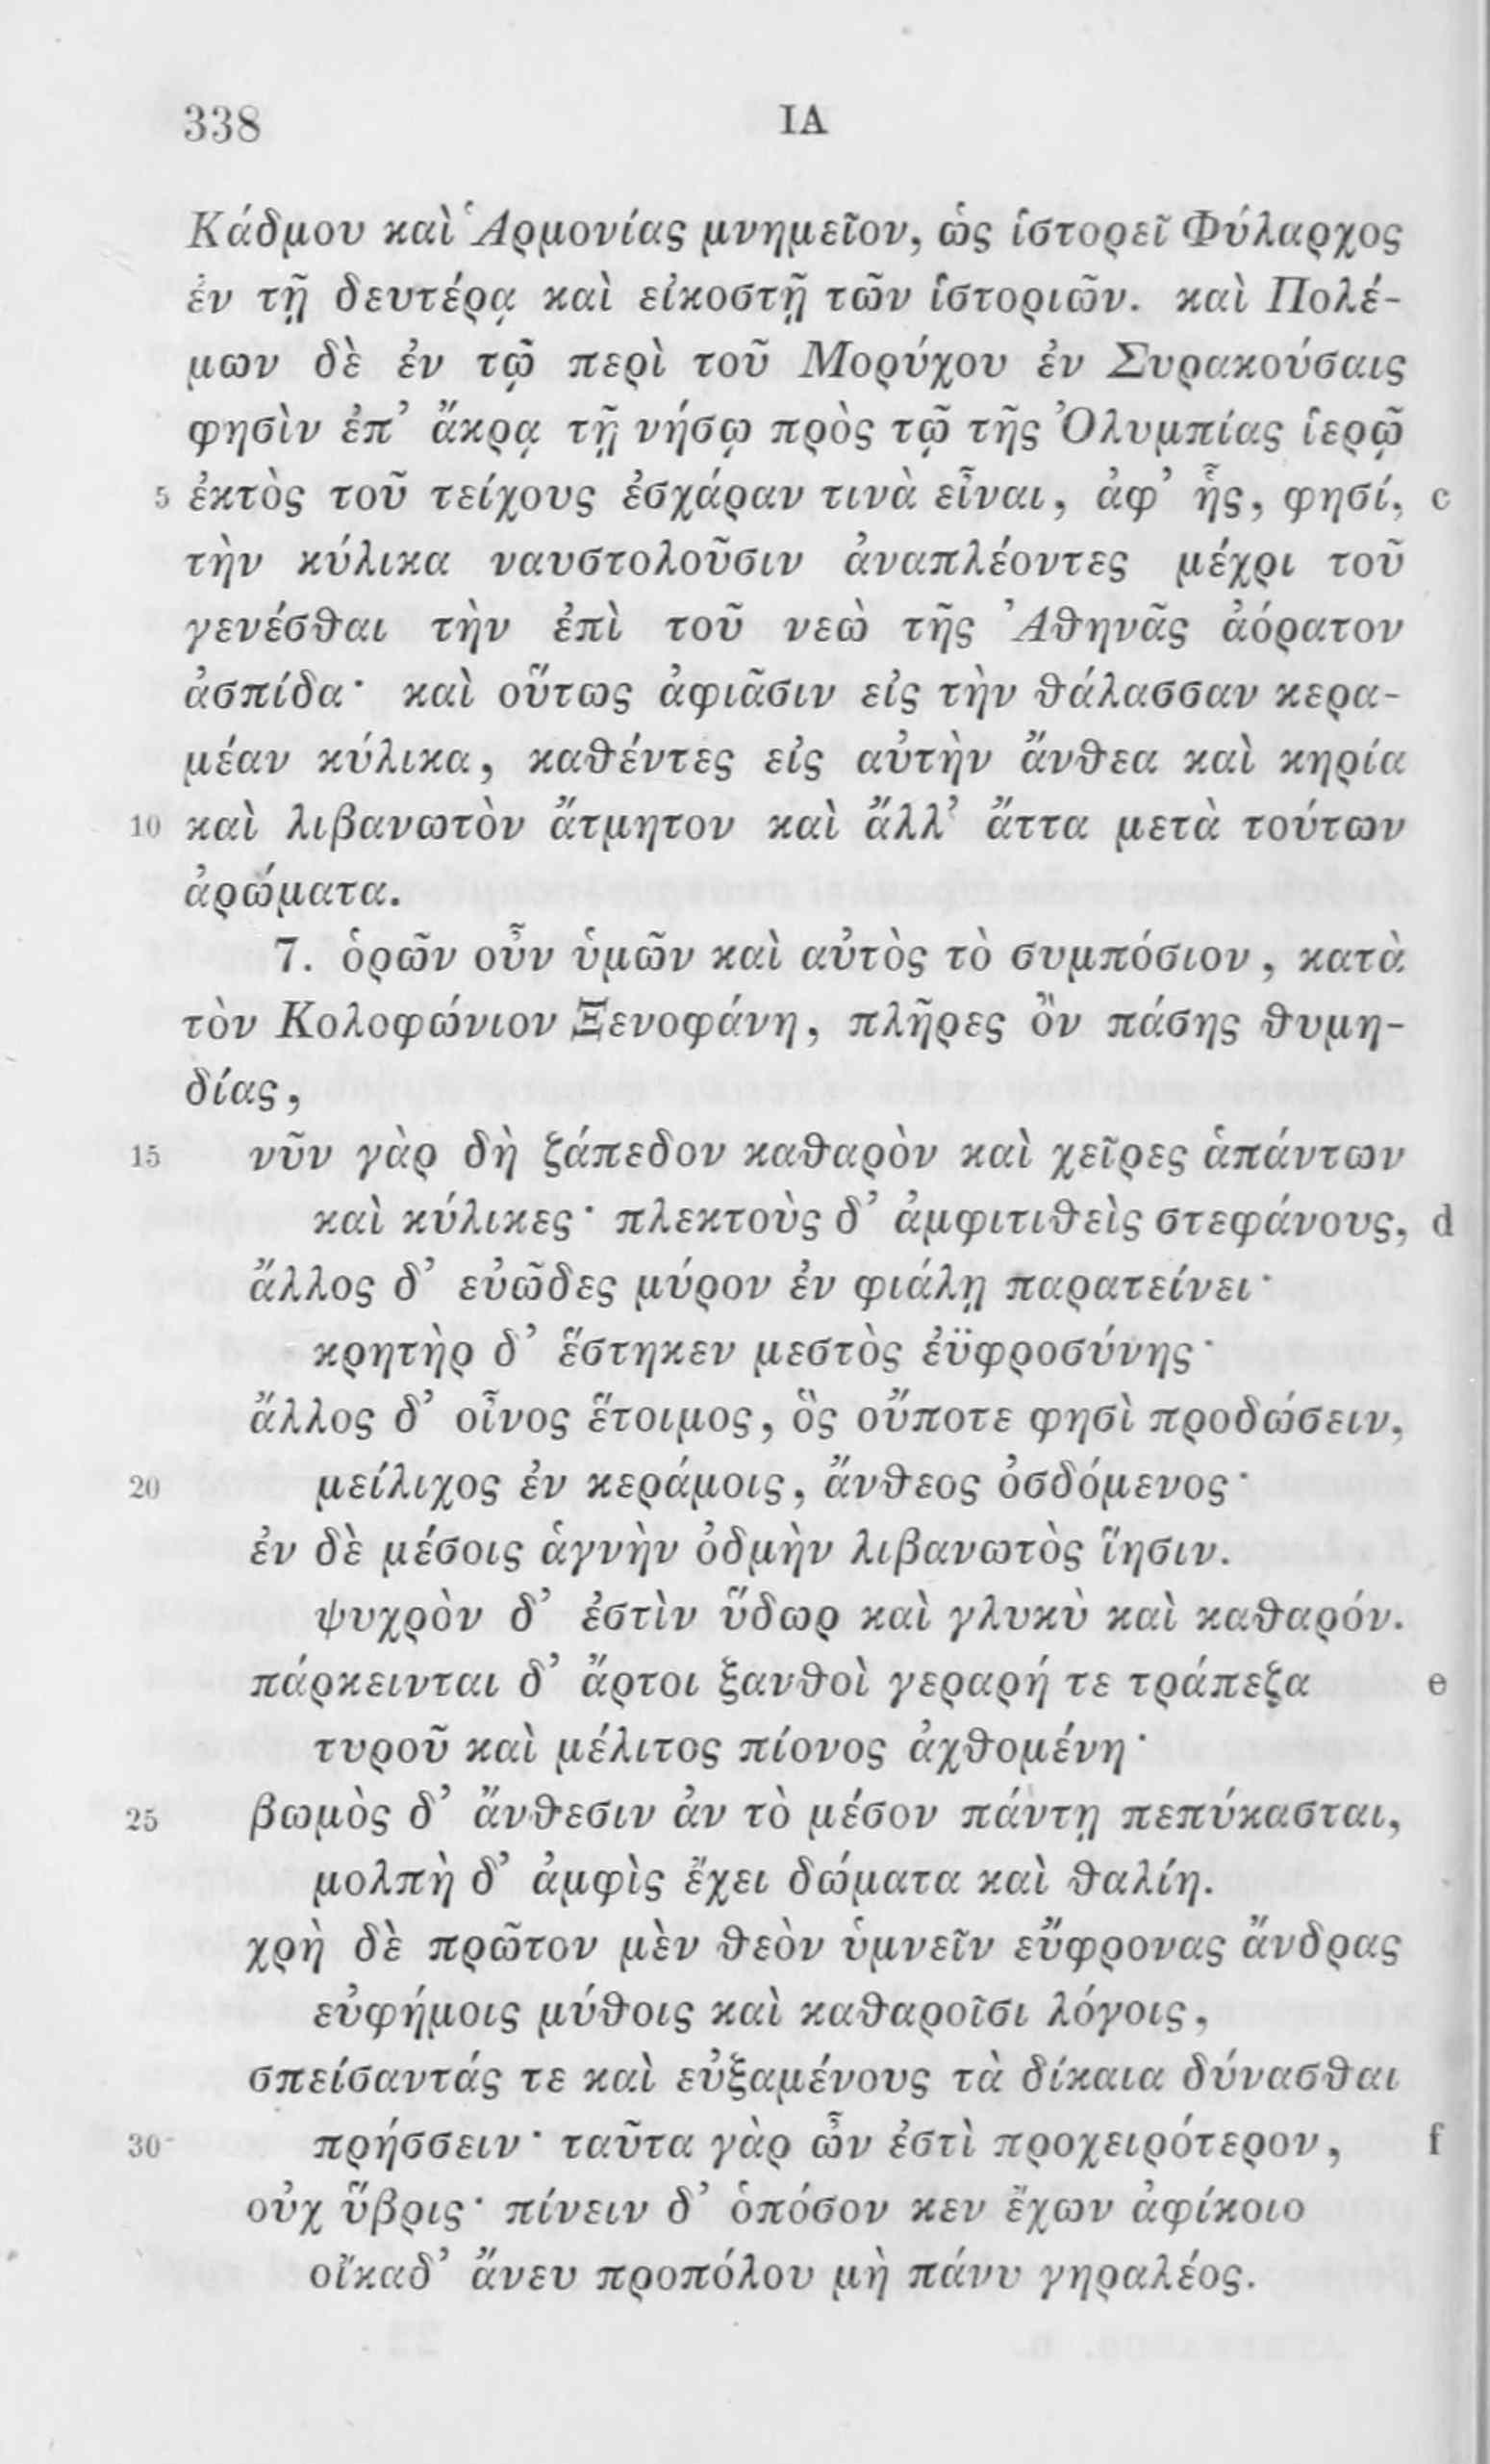 338 ΙΑ
Κάδμου καὶ Ἁρμονίας μνημεῖον, ὡς ἱστορεῖ Φύλαρχος
ἐν τῇ δευτέρᾳ καὶ εἰκοστῇ τῶν ἱστοριῶν. καὶ Πολέ-
μων δὲ ἐν τῷ περὶ τοῦ Μορύχου ἐν Συρακούσαις
φησὶν ἐπ’ ἄκρᾳ τῇ νήσῳ πρὸς τῷ τῆς Ὀλυμπίας ἱερῷ
5 ἐκτὸς τοῦ τείχους ἐσχάραν τινὰ εἶναι, ἀφ’ ἧς, φησί, c
τὴν κύλικα ναυστολοῦσιν ἀναπλέοντες μέχρι τοῦ
γενέσθαι τὴν ἐπὶ τοῦ νεὼ τῆς Ἀθηνᾶς ἀόρατον
ἀσπίδα· καὶ οὕτως ἀφιᾶσιν εἰς τὴν θάλασσαν κερα-
μέαν κύλικα, καθέντες εἰς αὐτὴν ἄνθεα καὶ κηρία
10 καὶ λιβανωτὸν ἄτμητον καὶ ἄλλ’ ἄττα μετὰ τούτων
ἀρώματα.
7. ὁρῶν οὖν ὑμῶν καὶ αὐτὸς τὸ συμπόσιον, κατὰ
τὸν Κολοφώνιον Ξενοφάνη, πλῆρες ὂν πάσης θυμη-
δίας,
15 νῦν γὰρ δὴ ζάπεδον καθαρὸν καὶ χεῖρες ἁπάντων
καὶ κύλικες· πλεκτοὺς δ’ ἀμφιτιθεὶς στεφάνους, d
ἄλλος δ’ εὐῶδες μύρον ἐν φιάλῃ παρατείνει·
κρητὴρ δ’ ἕστηκεν μεστὸς ἐϋφροσύνης·
ἄλλος δ’ οἶνος ἕτοιμος, ὃς οὔποτε φησὶ προδώσειν,
20 μείλιχος ἐν κεράμοις, ἄνθεος ὀσδόμενος·
ἐν δὲ μέσοις ἁγνὴν ὀδμὴν λιβανωτὸς ἵησιν.
ψυχρὸν δ’ ἐστὶν ὕδωρ καὶ γλυκὺ καὶ καθαρόν.
πάρκεινται δ’ ἄρτοι ξανθοὶ γεραρή τε τράπεζα e
τυροῦ καὶ μέλιτος πίονος ἀχθομένη·
25 βωμὸς δ’ ἄνθεσιν ἀν τὸ μέσον πάντῃ πεπύκασται,
μολπὴ δ’ ἀμφὶς ἔχει δώματα καὶ θαλίη.
χρὴ δὲ πρῶτον μὲν θεὸν ὑμνεῖν εὔφρονας ἄνδρας
εὐφήμοις μύθοις καὶ καθαροῖσι λόγοις,
σπείσαντάς τε καὶ εὐξαμένους τὰ δίκαια δύνασθαι
30 πρήσσειν· ταῦτα γὰρ ὦν ἐστὶ προχειρότερον, f
οὐχ ὕβρις· πίνειν δ’ ὁπόσον κεν ἔχων ἀφίκοιο
οἴκαδ’ ἄνευ προπόλου μὴ πάνυ γηραλέος.